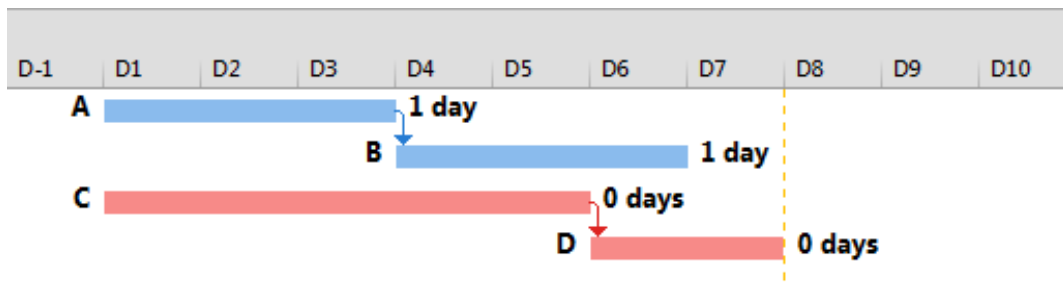 D-1 D1 D2 D3 D4 D5 D6 D7 D8 D9 D10
A 1 day
B 1 day
C 0 days
D 0 days